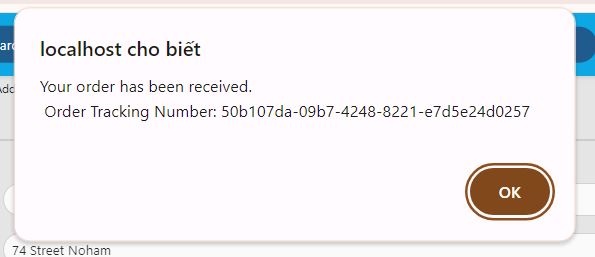 localhost cho biết
Your order has been received.
Order Tracking Number: 50b107da-09b7-4248-8221-e7d5e24d0257
OK
74 Street Noham